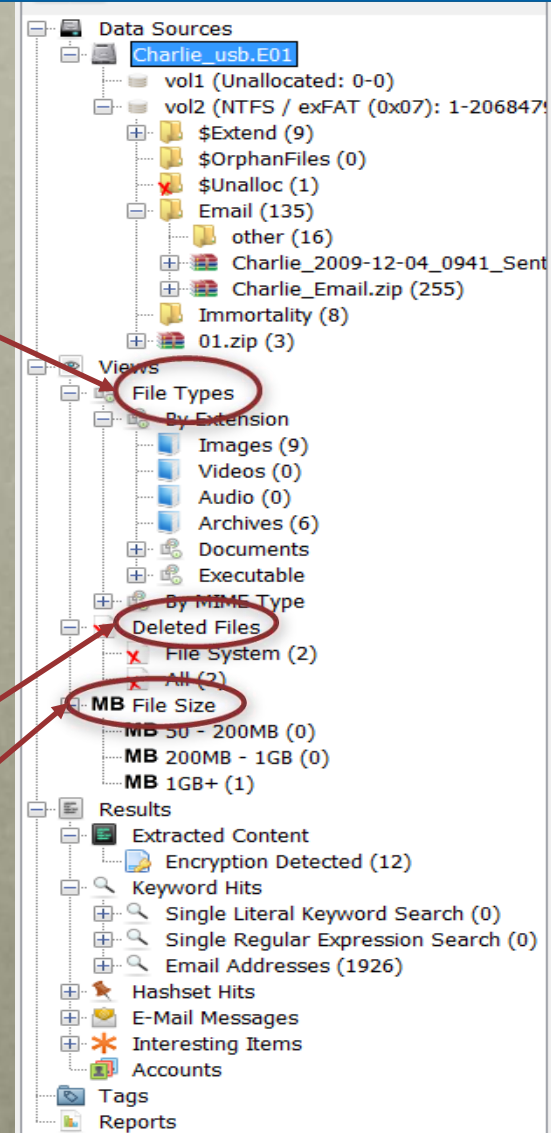 Data Sources
Charlie_usb.E01
vol1 (Unallocated: 0-0)
vol2 (NTFS / exFAT (0x07): 1-206847
$Extend (9)
$OrphanFiles (0)
$Unalloc (1)
Email (135)
other (16)
Charlie_2009-12-04_0941_Sent
Charlie_Email.zip (255)
Immortality (8)
01.zip (3)
Views
File Types
By Extension
Images (9)
Videos (0)
Audio (0)
Archives (6)
Documents
Executable
By MIME Type
Deleted Files
File System (2)
All (2)
MB File Size
MB 50 - 200MB (0)
MB 200MB - 1GB (0)
MB 1GB+ (1)
Results
Extracted Content
Encryption Detected (12)
Keyword Hits
Single Literal Keyword Search (0)
Single Regular Expression Search (0)
Email Addresses (1926)
Hashset Hits
E-Mail Messages
Interesting Items
Accounts
Tags
Reports